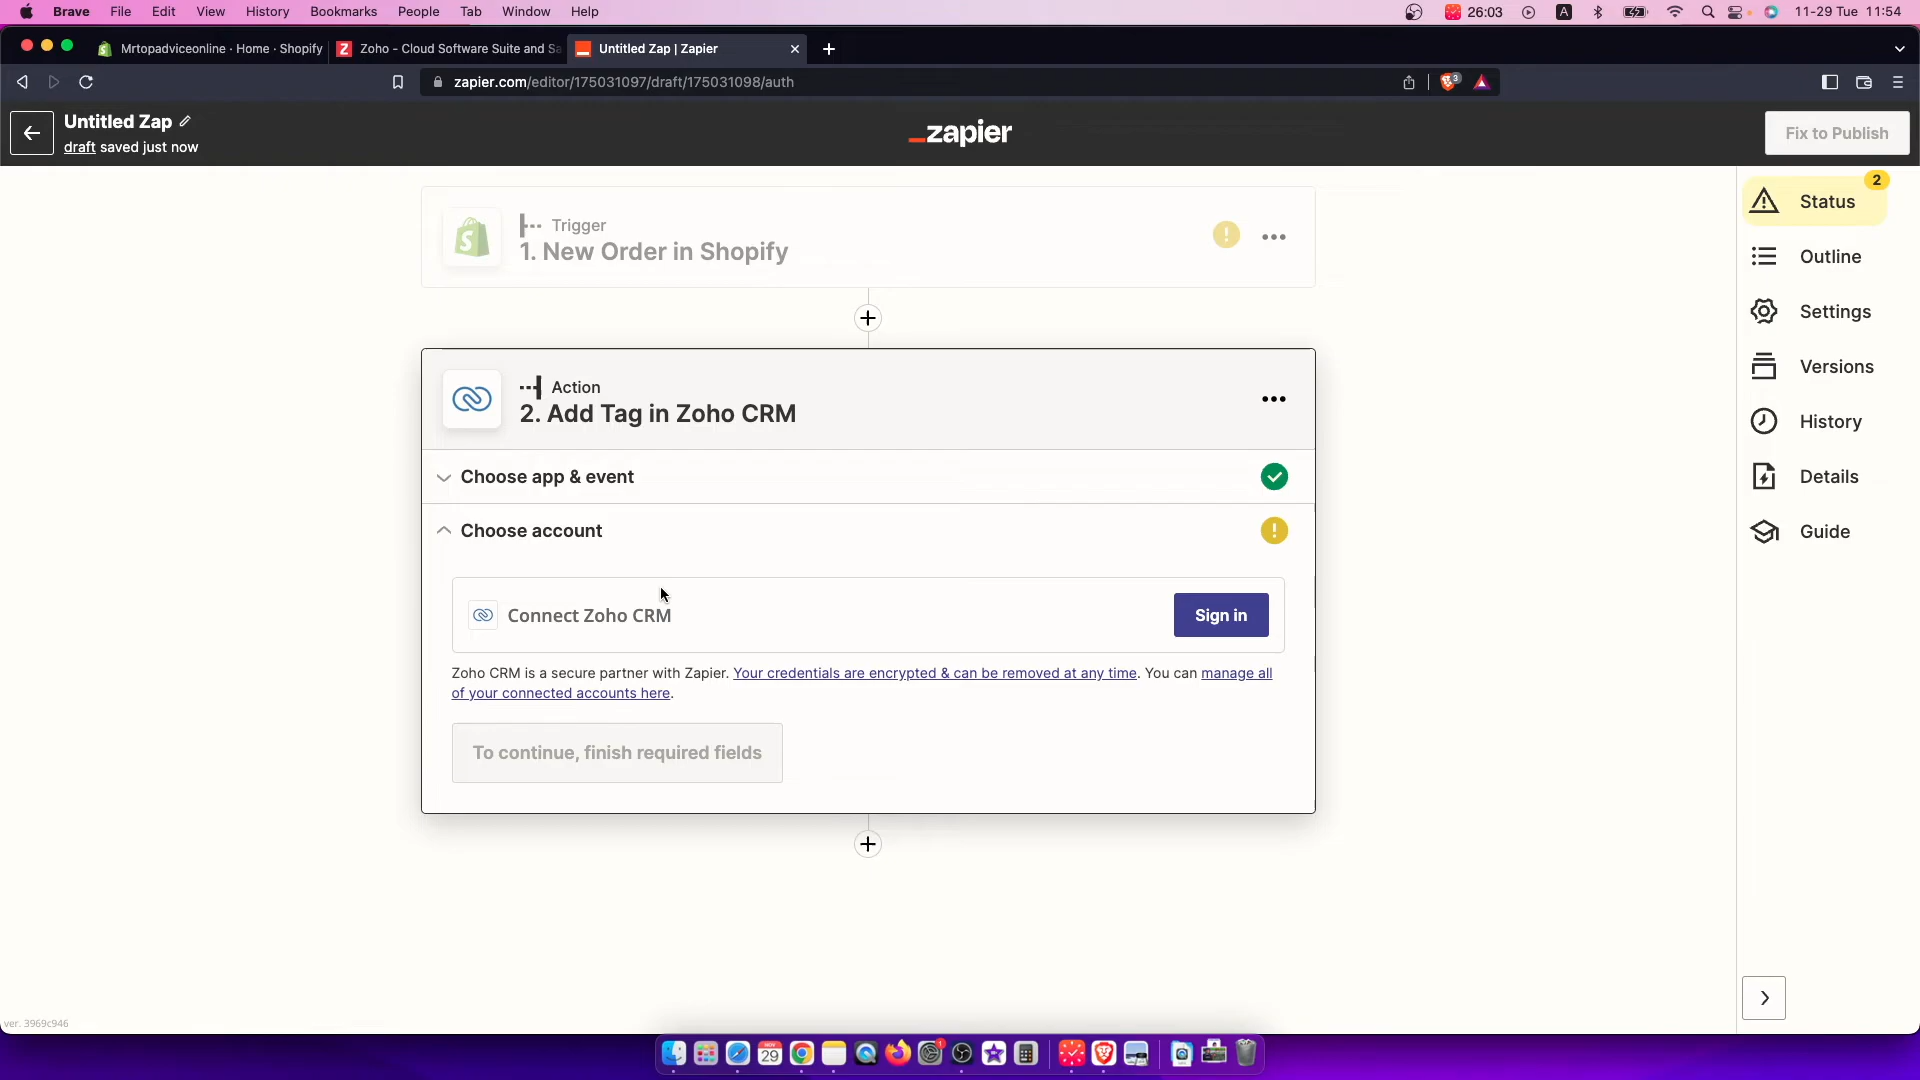 Brave File Edit View History Bookmarks People Tab Window Help 26:03 A 11-29 Tue 11:54
Mrtopadviceonline · Home · Shopify Zoho - Cloud Software Suite and Sa Untitled Zap | Zapier
zapier.com/editor/175031097/draft/175031098/auth 3
Untitled Zap
draft saved just now
_zapier
Fix to Publish
Trigger
1. New Order in Shopify
Action
2. Add Tag in Zoho CRM
Choose app & event
Choose account
Connect Zoho CRM
Sign in
Zoho CRM is a secure partner with Zapier. Your credentials are encrypted & can be removed at any time. You can manage all
of your connected accounts here.
To continue, finish required fields
2
Status
Outline
Settings
Versions
History
Details
Guide
ver. 3969c946
NOV
29
1